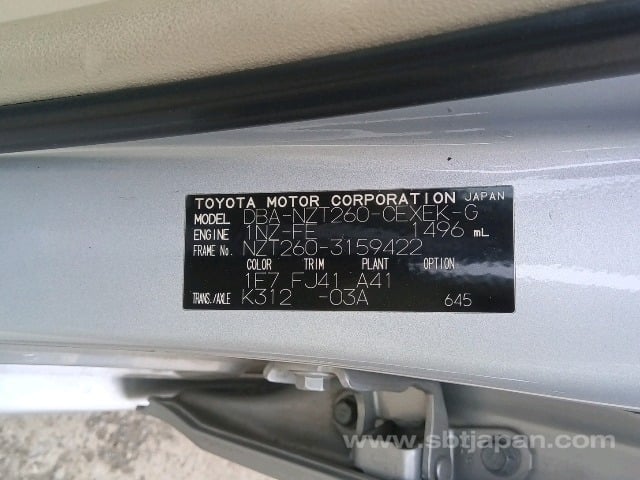 TOYOTA MOTOR CORPORATION JAPAN
MODEL DBA-NZT260-CEXEK-G
ENGINE 1NZ-FE 1496 mL
FRAME No. NZT260-3159422
COLOR TRIM PLANT OPTION
1E7 FJ41 A41
TRANS./AXLE K312 -03A 645
www.sbtjapan.com